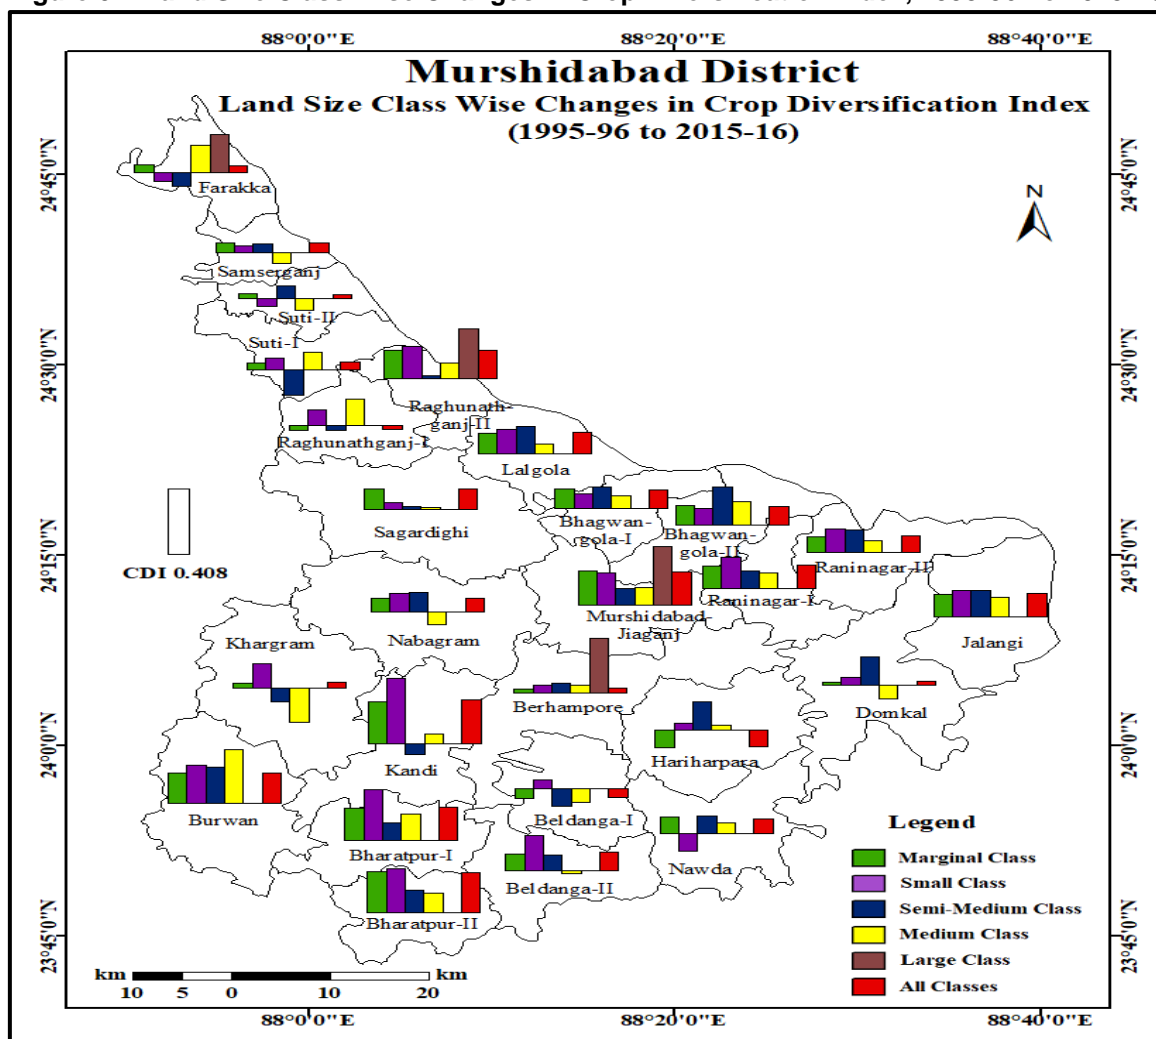 88°0'0"E 88°20'0"E 88°40'0"E
Murshidabad District
Land Size Class Wise Changes in Crop Diversification Index
(1995-96 to 2015-16)
24°45'0"N
24°45'0"N
N
Farakka
Samserganj
Suti-II
Suti-I
24°30'0"N
24°30'0"N
Raghunath-
ganj-II
Raghunathganj-I
Lalgola
Sagardighi
Bhagwan-
gola-I
Bhagwan-
gola-II
24°15'0"N
24°15'0"N
Raninagar-II
CDI 0.408
Raninagar-I
Murshidabad-
Jiaganj
Nabagram
Khargram
Jalangi
Berhampore
Domkal
24°0'0"N
24°0'0"N
Hariharpara
Kandi
Burwan
Beldanga-I
Bharatpur-I
Nawda
Beldanga-II
Bharatpur-II
Legend
Marginal Class
Small Class
Semi-Medium Class
Medium Class
Large Class
All Classes
23°45'0"N
23°45'0"N
km km
10 5 0 10 20
88°0'0"E 88°20'0"E 88°40'0"E